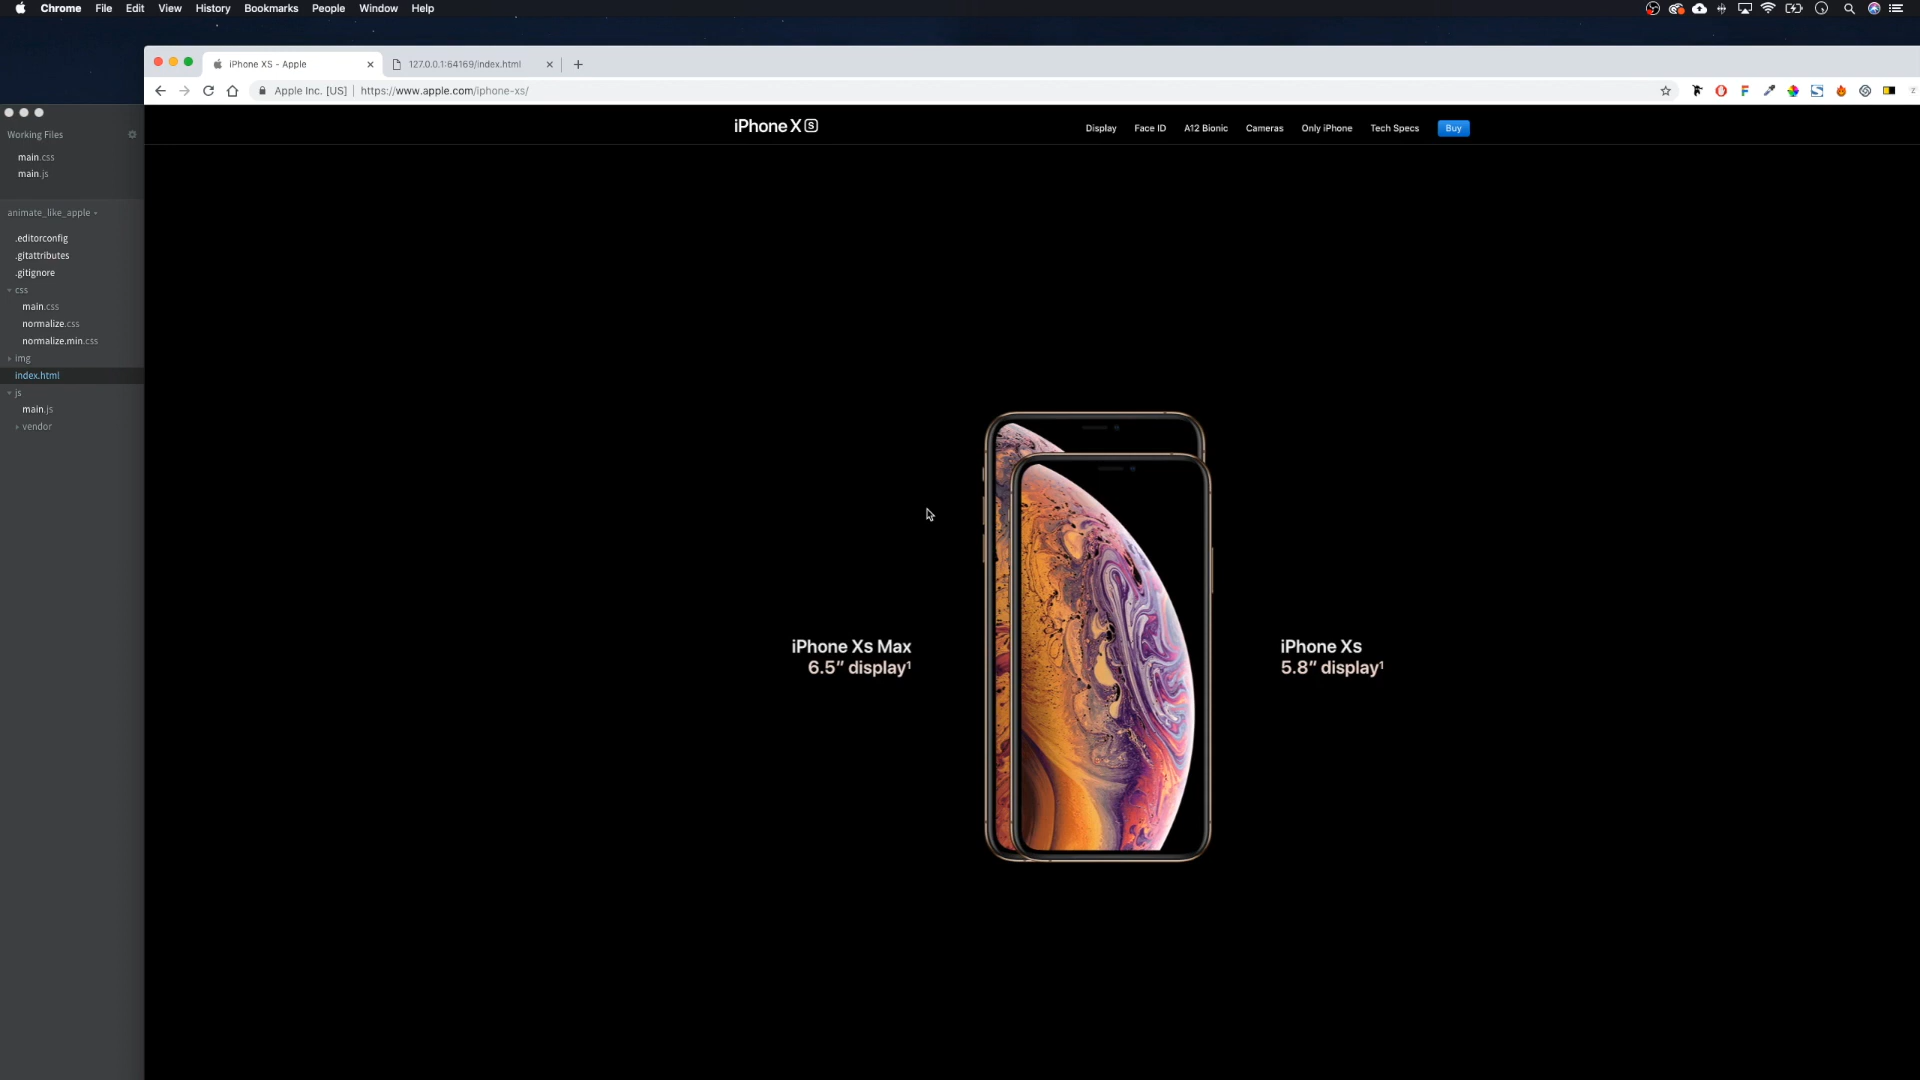 Chrome File Edit View History Bookmarks People Window Help
iPhone XS - Apple
127.0.0.1:64169/index.html
Apple Inc. [US] | https://www.apple.com/iphone-xs/
Working Files
main.css
main.js
animate_like_apple
.editorconfig
.gitattributes
.gitignore
css
main.css
normalize.css
normalize.min.css
img
index.html
js
main.js
vendor
iPhone XS
Display Face ID A12 Bionic Cameras Only iPhone Tech Specs Buy
iPhone Xs Max
6.5″ display¹
iPhone Xs
5.8″ display¹